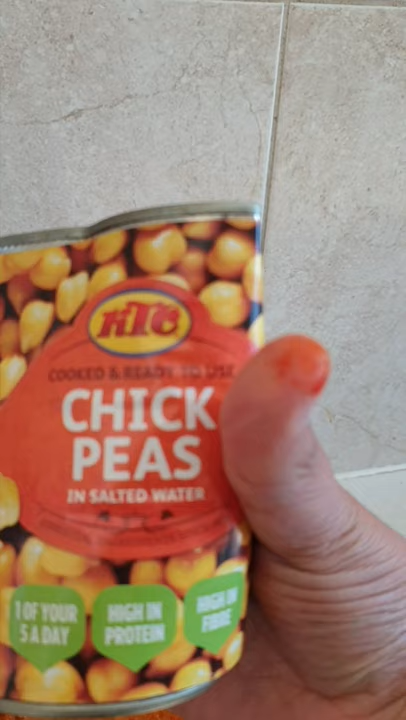 KTC
COOKED & READY TO USE
CHICK
PEAS
IN SALTED WATER
1 OF YOUR
5 A DAY
HIGH IN
PROTEIN
HIGH IN
FIBRE